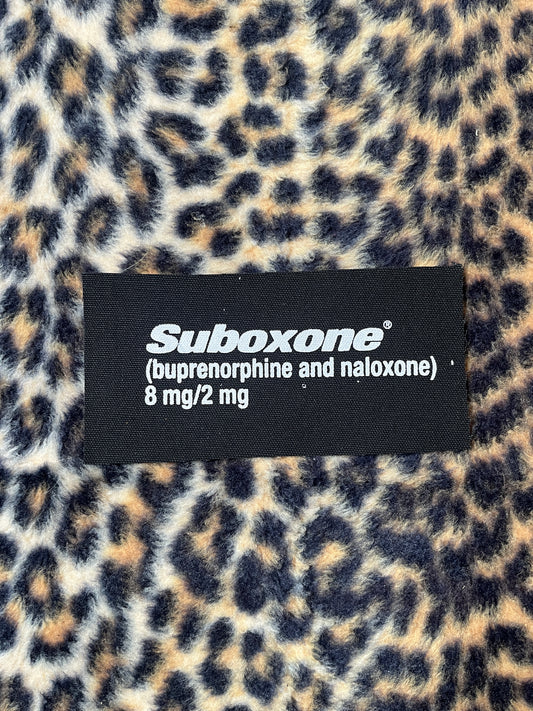 Suboxone®
(buprenorphine and naloxone)
8 mg/2 mg